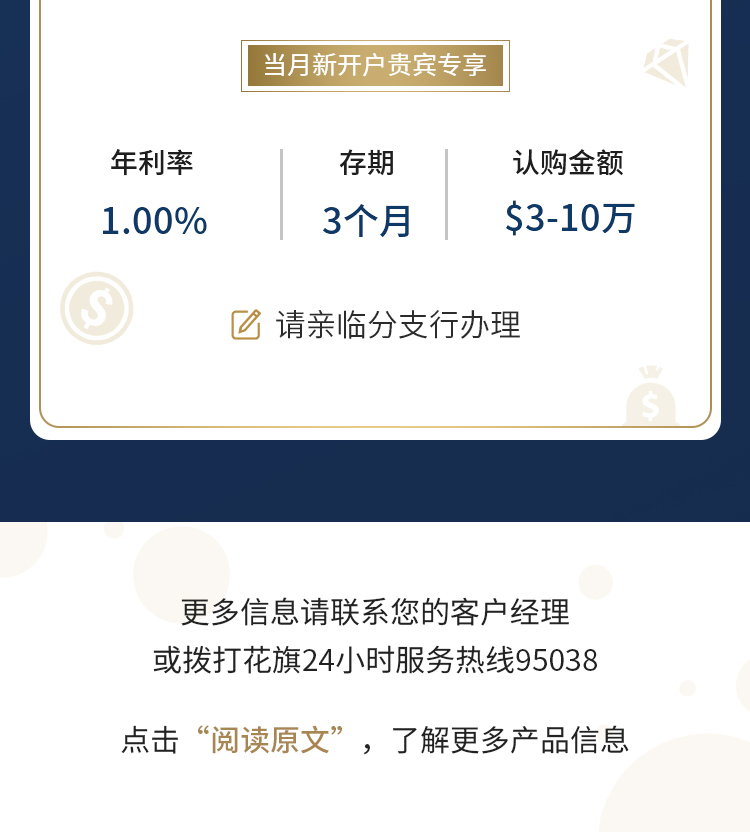 当月新开户贵宾专享
年利率 存期 认购金额
1.00% 3个月 $3-10万
请亲临分支行办理
更多信息请联系您的客户经理
或拨打花旗24小时服务热线95038
点击“阅读原文”，了解更多产品信息